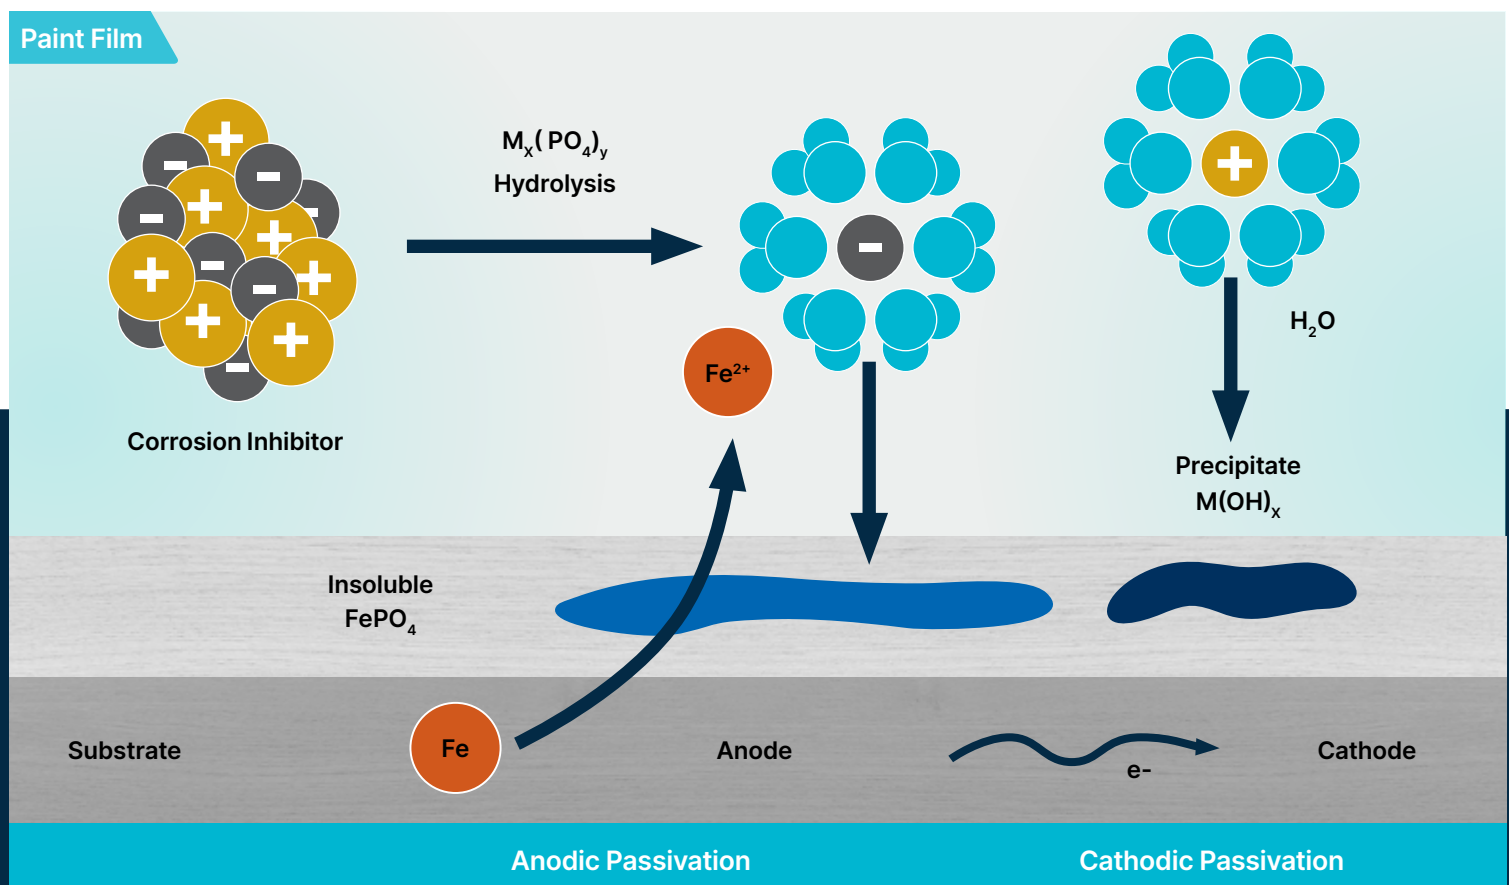 Paint Film
Mₓ( PO₄)ᵧ
Hydrolysis
+
-
+
-
-
+
-
+
-
+
-
+
+
-
+
-
-
+
H₂O
Fe²⁺
Corrosion Inhibitor
Precipitate
M(OH)ₓ
Insoluble
FePO₄
Substrate
Fe
Anode
e-
Cathode
Anodic Passivation
Cathodic Passivation